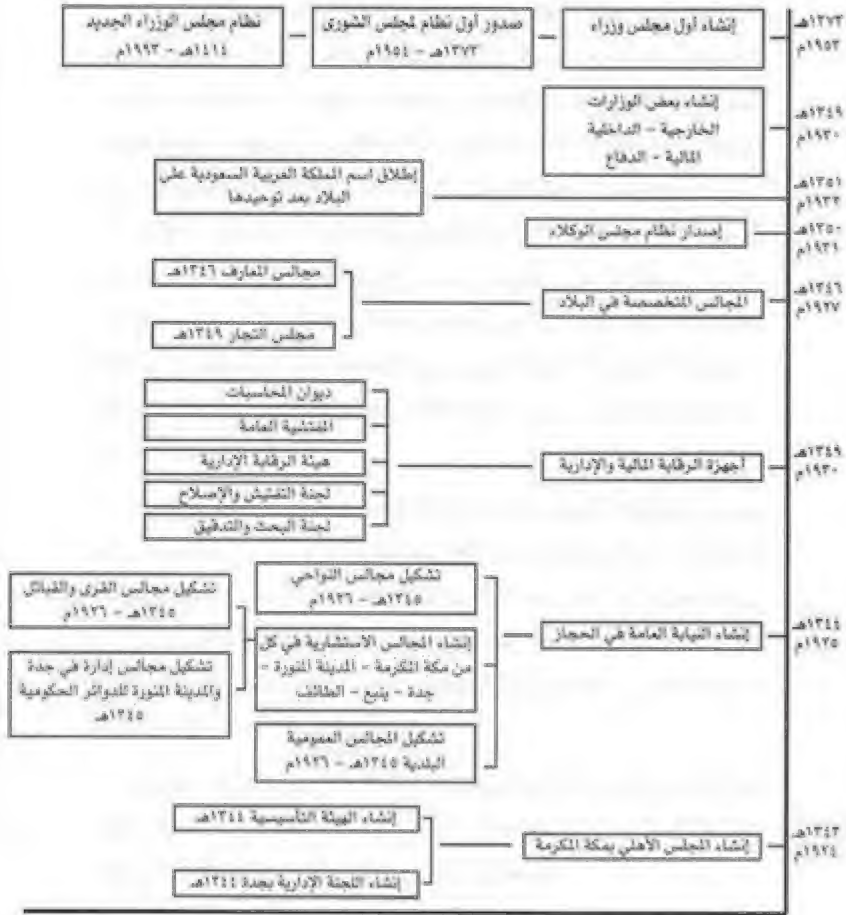 ١٣٧٣هـ
١٩٥٣م
إنشاء أول مجلس وزراء
صدور أول نظام لمجلس الشورى
١٣٧٣هـ - ١٩٥٤م
نظام مجلس الوزراء الجديد
١٤١٤هـ - ١٩٩٣م
١٣٤٩هـ
١٩٣٠م
إنشاء بعض الوزارات
الخارجية - الداخلية
المالية - الدفاع
١٣٥١هـ
١٩٣٢م
إطلاق اسم المملكة العربية السعودية على
البلاد بعد توحيدها
١٣٥٠هـ
١٩٣١م
إصدار نظام مجلس الوكلاء
١٣٤٦هـ
١٩٢٧م
المجالس المتخصصة في البلاد
مجالس المعارف ١٣٤٦هـ
مجلس التجار ١٣٤٩هـ
١٣٤٩هـ
١٩٣٠م
أجهزة الرقابة المالية والإدارية
ديوان المحاسبات
المفتشية العامة
هيئة الرقابة الإدارية
لجنة التفتيش والإصلاح
لجنة البحث والتدقيق
١٣٤٤هـ
١٩٢٥م
إنشاء النيابة العامة في الحجاز
تشكيل مجالس النواحي
١٣٤٥هـ - ١٩٢٦م
إنشاء المجالس الاستشارية في كل
من مكة المكرمة - المدينة المنورة -
جدة - ينبع - الطائف
تشكيل المجالس العمومية
البلدية ١٣٤٥هـ - ١٩٢٦م
تشكيل مجالس القرى والقبائل
١٣٤٥هـ - ١٩٢٦م
تشكيل مجالس إدارة في جدة
والمدينة المنورة للدوائر الحكومية
١٣٤٥هـ
١٣٤٣هـ
١٩٢٤م
إنشاء المجلس الأهلي بمكة المكرمة
إنشاء الهيئة التأسيسية ١٣٤٤هـ
إنشاء اللجنة الإدارية بجدة ١٣٤٤هـ